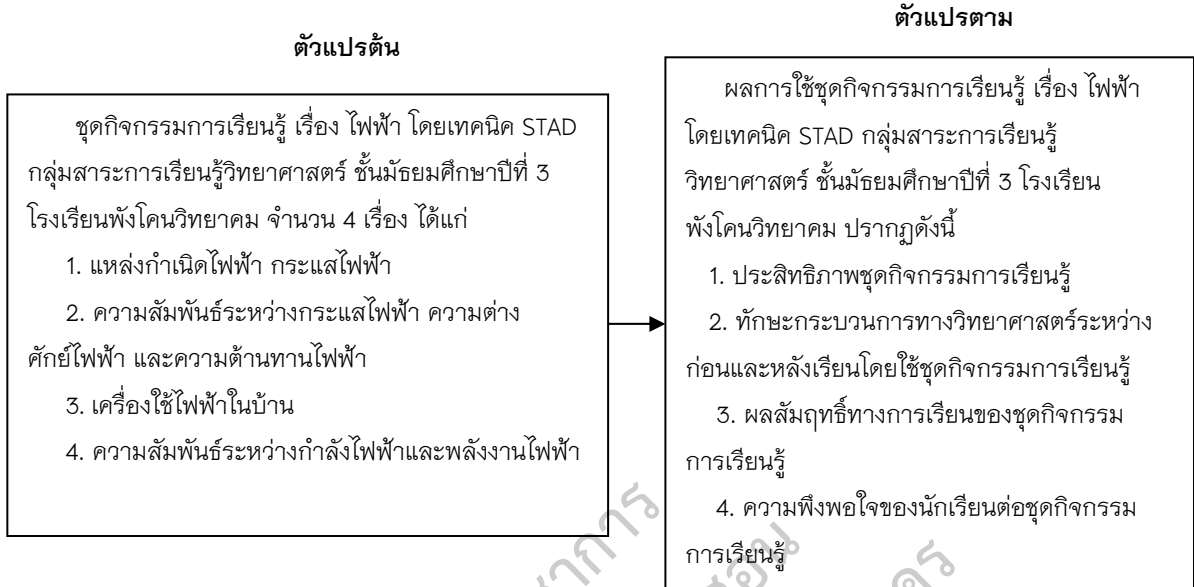 ตัวแปรต้น
ชุดกิจกรรมการเรียนรู้ เรื่อง ไฟฟ้า โดยเทคนิค STAD
กลุ่มสาระการเรียนรู้วิทยาศาสตร์ ชั้นมัธยมศึกษาปีที่ 3
โรงเรียนพังโคนวิทยาคม จำนวน 4 เรื่อง ได้แก่
1. แหล่งกำเนิดไฟฟ้า กระแสไฟฟ้า
2. ความสัมพันธ์ระหว่างกระแสไฟฟ้า ความต่าง
ศักย์ไฟฟ้า และความต้านทานไฟฟ้า
3. เครื่องใช้ไฟฟ้าในบ้าน
4. ความสัมพันธ์ระหว่างกำลังไฟฟ้าและพลังงานไฟฟ้า
ตัวแปรตาม
ผลการใช้ชุดกิจกรรมการเรียนรู้ เรื่อง ไฟฟ้า
โดยเทคนิค STAD กลุ่มสาระการเรียนรู้
วิทยาศาสตร์ ชั้นมัธยมศึกษาปีที่ 3 โรงเรียน
พังโคนวิทยาคม ปรากฏดังนี้
1. ประสิทธิภาพชุดกิจกรรมการเรียนรู้
2. ทักษะกระบวนการทางวิทยาศาสตร์ระหว่าง
ก่อนและหลังเรียนโดยใช้ชุดกิจกรรมการเรียนรู้
3. ผลสัมฤทธิ์ทางการเรียนของชุดกิจกรรม
การเรียนรู้
4. ความพึงพอใจของนักเรียนต่อชุดกิจกรรม
การเรียนรู้